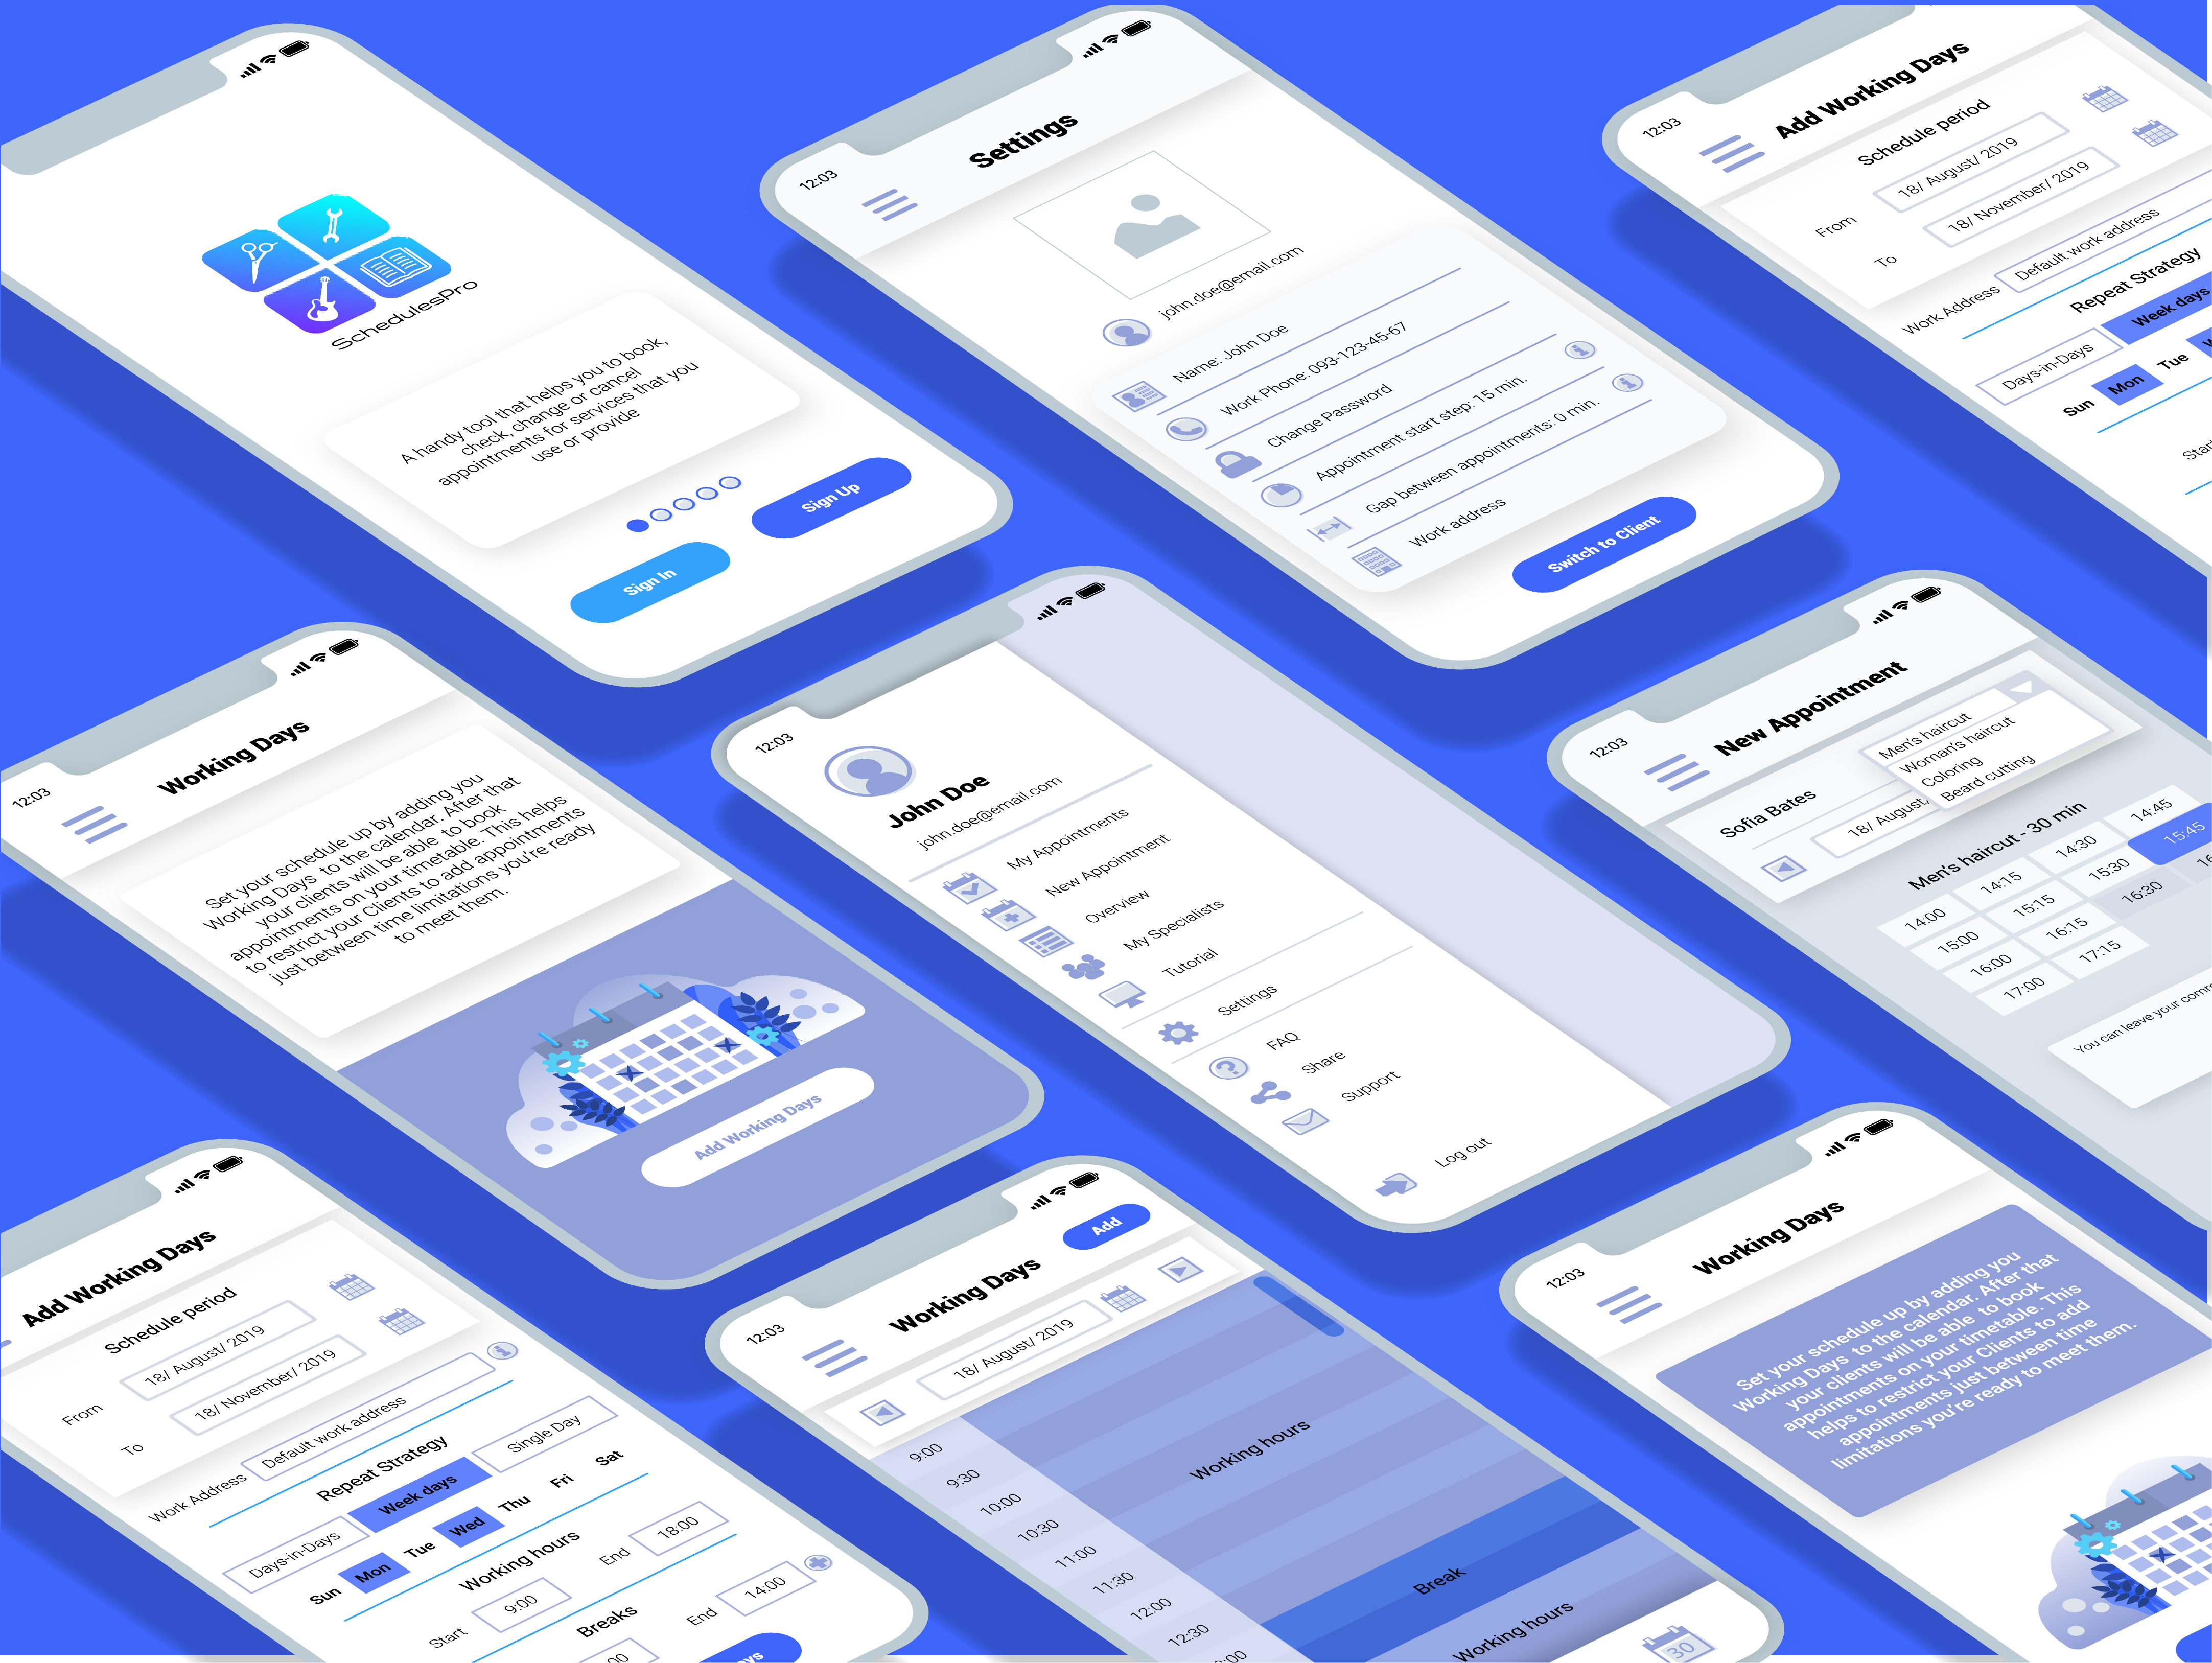 SchedulesPro
A handy tool that helps you to book,
check, change or cancel
appointments for services that you
use or provide
Sign In
Sign Up
12:03
Settings
john.doe@email.com
Name: John Doe
Work Phone: 093-123-45-67
Change Password
Appointment start step: 15 min.
Gap between appointments: 0 min.
Work address
Switch to Client
12:03
Add Working Days
Schedule period
From
18/ August/ 2019
To
18/ November/ 2019
Work Address
Default work address
Repeat Strategy
Days-in-Days
Week days
Sun
Mon
Tue
12:03
Working Days
Set your schedule up by adding you
Working Days to the calendar. After that
your clients will be able to book
appointments on your timetable. This helps
to restrict your Clients to add appointments
just between time limitations you're ready
to meet them.
Add Working Days
12:03
John Doe
john.doe@email.com
My Appointments
New Appointment
Overview
My Specialists
Tutorial
Settings
FAQ
Share
Support
Log out
12:03
New Appointment
Sofia Bates
Men's haircut
Woman's haircut
Coloring
Beard cutting
18/ August/
Men's haircut - 30 min
14:00 14:15 14:30 14:45
15:00 15:15 15:30 15:45
16:00 16:15 16:30
17:00 17:15
You can leave your
Add Working Days
Schedule period
From
18/ August/ 2019
To
18/ November/ 2019
Work Address
Default work address
Repeat Strategy
Days-in-Days
Week days
Single Day
Sun Mon Tue Wed Thu Fri Sat
Working hours
Start
9:00
End
18:00
Breaks
End
14:00
12:03
Working Days
Add
18/ August/ 2019
9:00
9:30
10:00
10:30
11:00
11:30
12:00
12:30
Working hours
Break
Working hours
30
12:03
Working Days
Set your schedule up by adding you
Working Days to the calendar. After that
your clients will be able to book
appointments on your timetable. This
helps to restrict your Clients to add
appointments just between time
limitations you're ready to meet them.